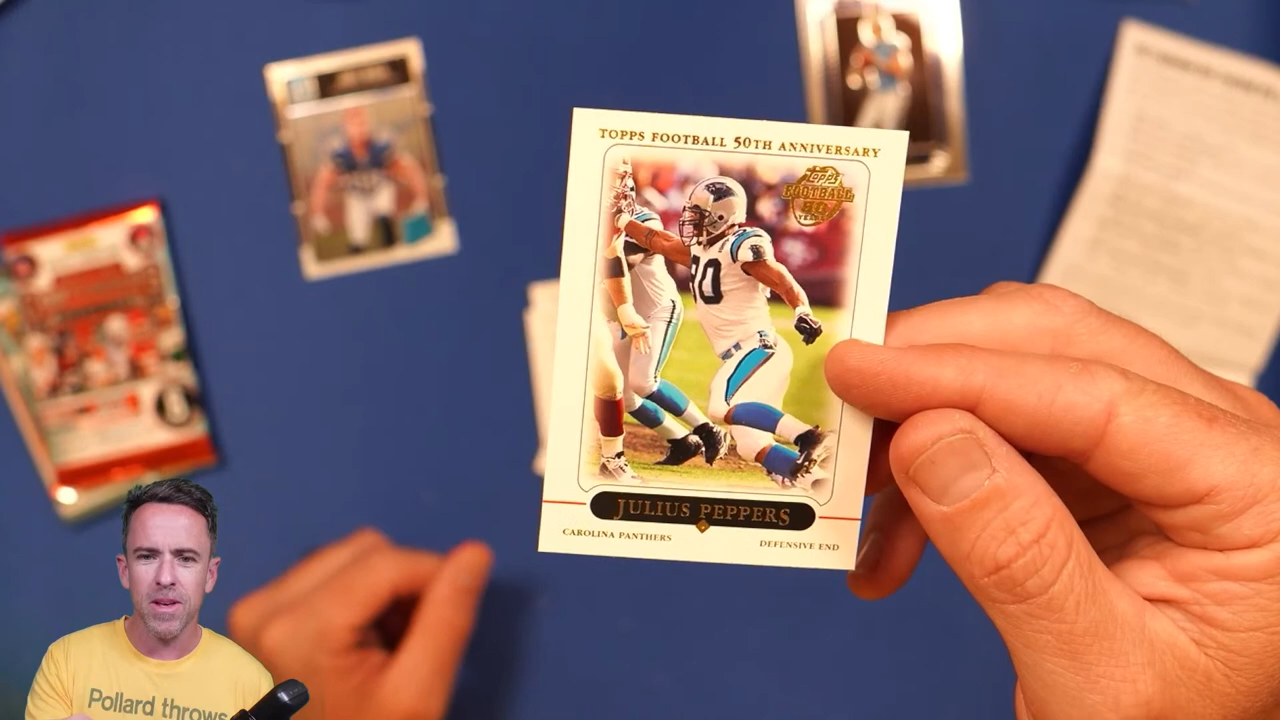 TOPPS FOOTBALL 50TH ANNIVERSARY
Topps
FOOTBALL
50
YEARS
90
JULIUS PEPPERS
CAROLINA PANTHERS
DEFENSIVE END
Pollard throws